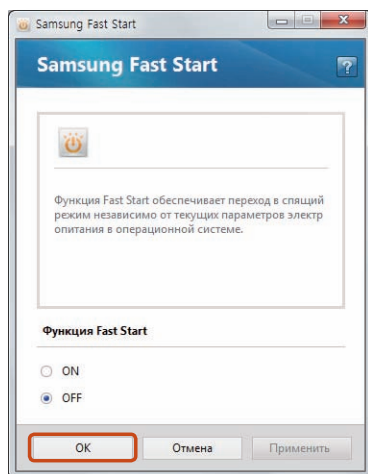 Samsung Fast Start
Samsung Fast Start
?
Функция Fast Start обеспечивает переход в спящий
режим независимо от текущих параметров электр
опитания в операционной системе.
Функция Fast Start
ON
OFF
OK
Отмена
Применить